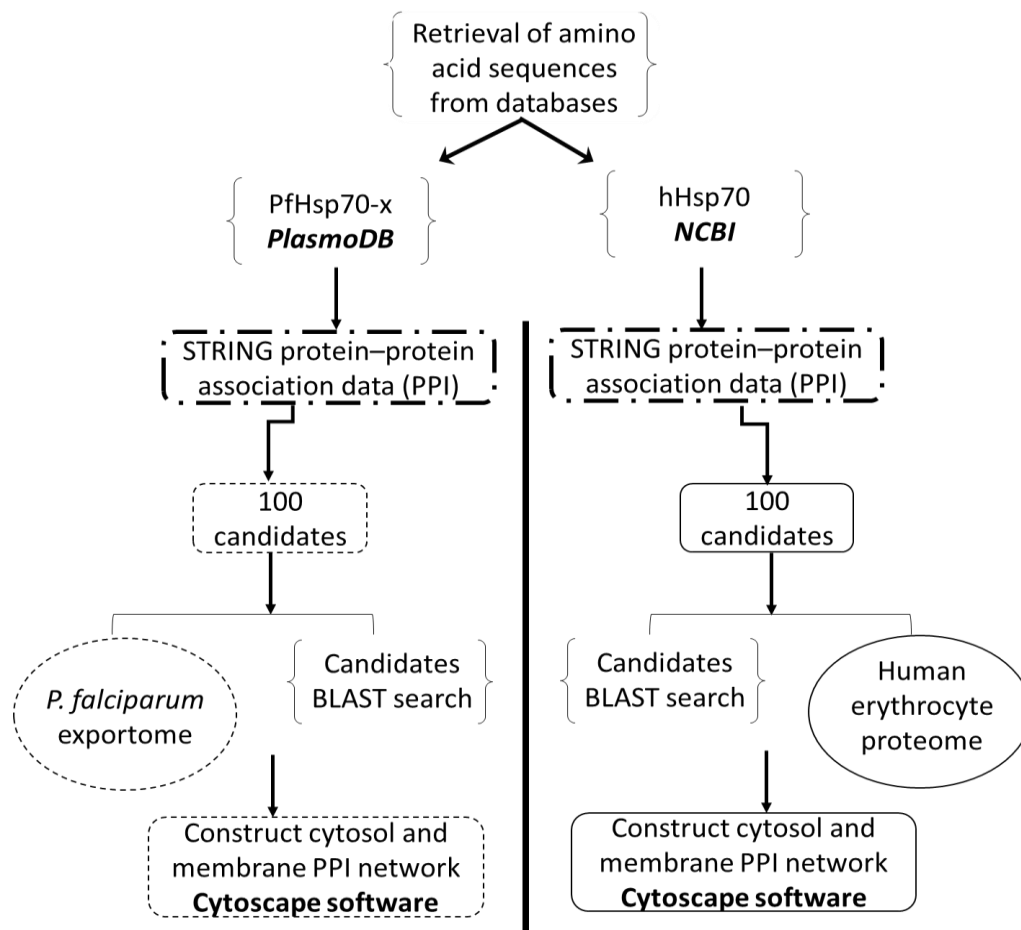 Retrieval of amino
acid sequences
from databases
PfHsp70-x
PlasmoDB
hHsp70
NCBI
STRING protein–protein
association data (PPI)
STRING protein–protein
association data (PPI)
100
candidates
100
candidates
P. falciparum
exportome
Candidates
BLAST search
Candidates
BLAST search
Human
erythrocyte
proteome
Construct cytosol and
membrane PPI network
Cytoscape software
Construct cytosol and
membrane PPI network
Cytoscape software